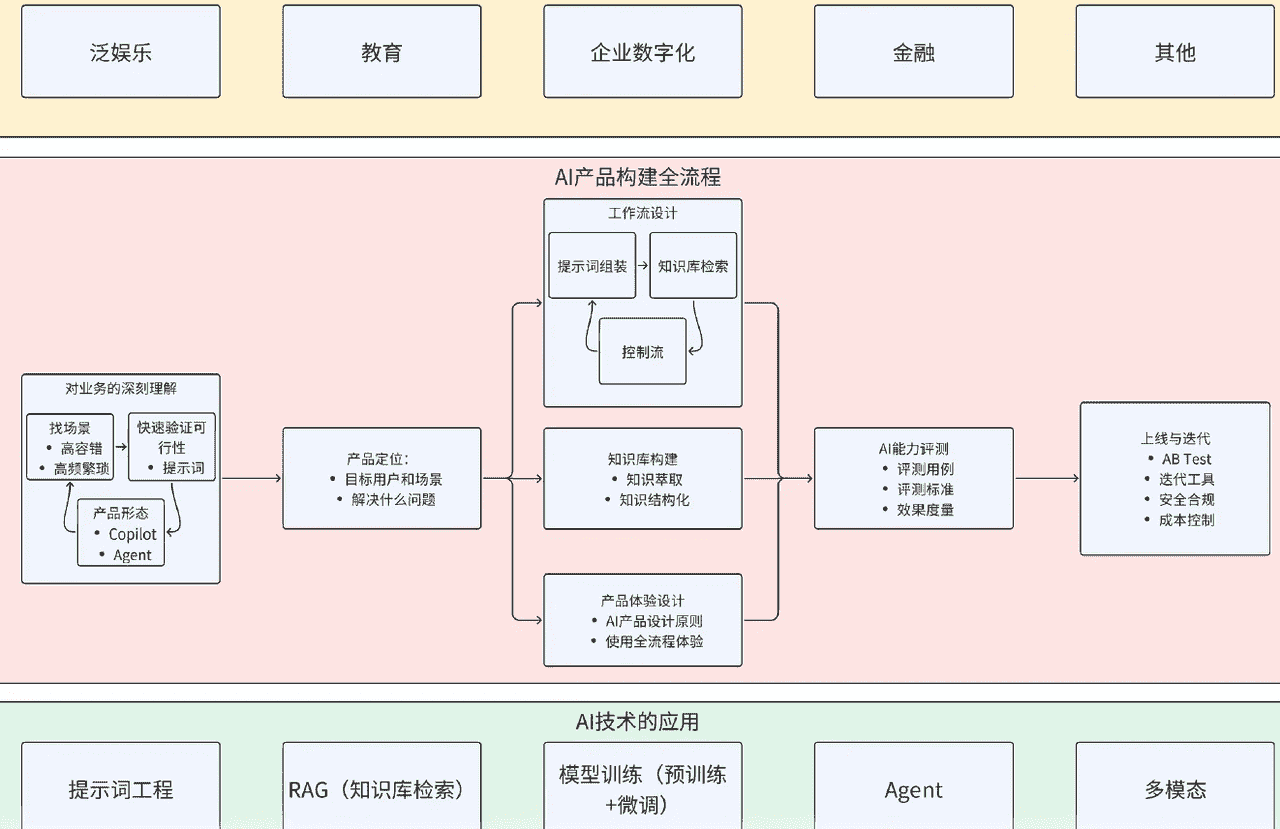 泛娱乐
教育
企业数字化
金融
其他
AI产品构建全流程
工作流设计
提示词组装
知识库检索
控制流
对业务的深刻理解
找场景
• 高容错
• 高频繁琐
快速验证可
行性
• 提示词
产品形态
• Copilot
• Agent
产品定位：
• 目标用户和场景
• 解决什么问题
知识库构建
• 知识萃取
• 知识结构化
产品体验设计
• AI产品设计原则
• 使用全流程体验
AI能力评测
• 评测用例
• 评测标准
• 效果度量
上线与迭代
• AB Test
• 迭代工具
• 安全合规
• 成本控制
AI技术的应用
提示词工程
RAG（知识库检索）
模型训练（预训练
+微调）
Agent
多模态